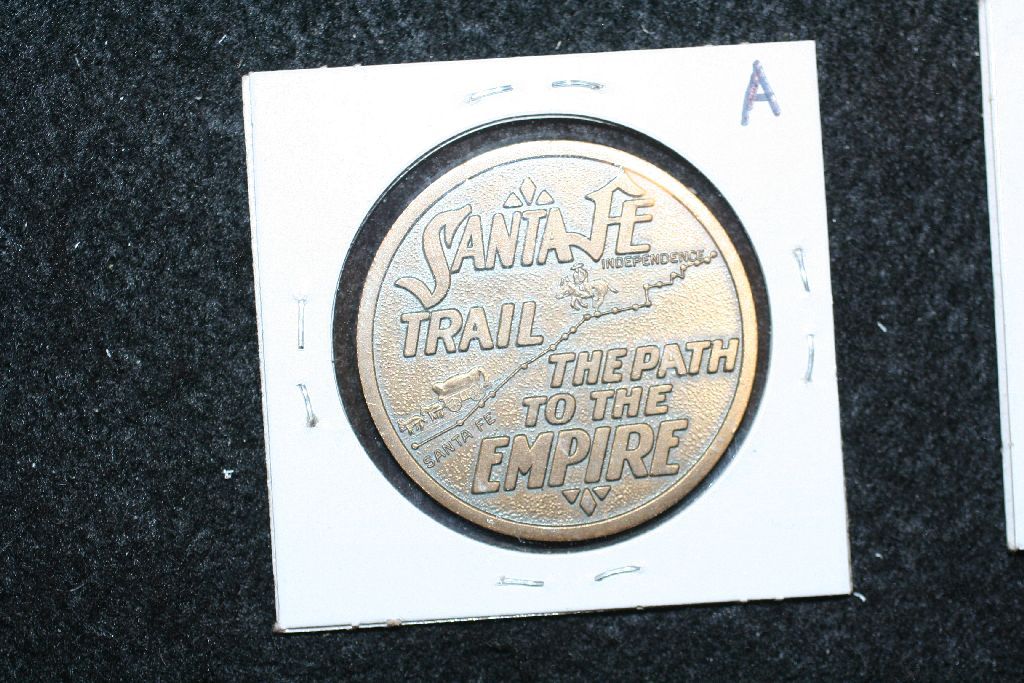 A
SANTA FE
INDEPENDENCE
TRAIL
THE PATH
TO THE
SANTA FE
EMPIRE